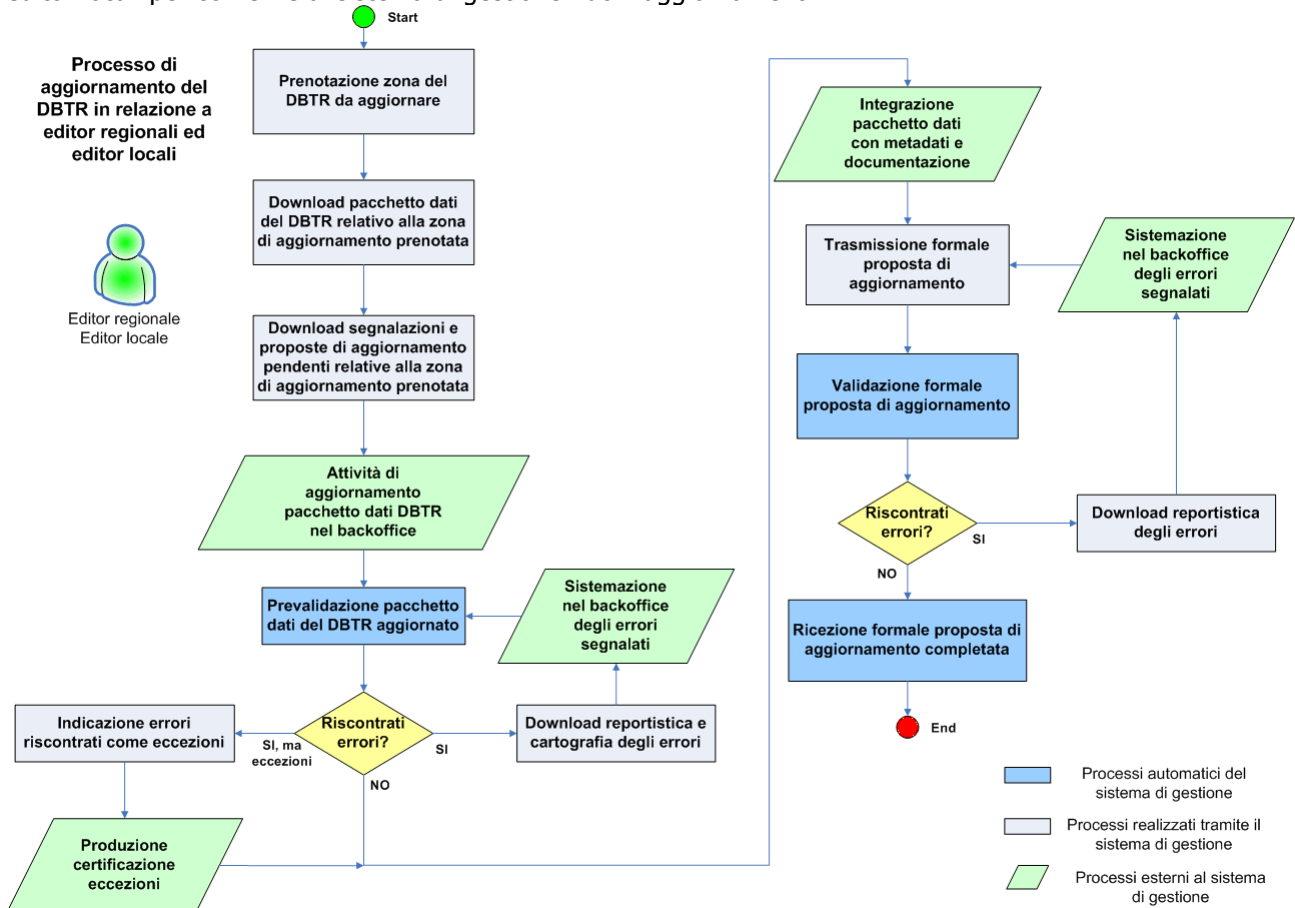 Start
Processo di
aggiornamento del
DBTR in relazione a
editor regionali ed
editor locali
Editor regionale
Editor locale
Prenotazione zona del
DBTR da aggiornare
Download pacchetto dati
del DBTR relativo alla zona
di aggiornamento prenotata
Download segnalazioni e
proposte di aggiornamento
pendenti relative alla zona
di aggiornamento prenotata
Attività di
aggiornamento
pacchetto dati DBTR
nel backoffice
Prevalidazione pacchetto
dati del DBTR aggiornato
Sistemazione
nel backoffice
degli errori
segnalati
Riscontrati
errori?
SI, ma
eccezioni
SI
NO
Indicazione errori
riscontrati come eccezioni
Download reportistica e
cartografia degli errori
Produzione
certificazione
eccezioni
Integrazione
pacchetto dati
con metadati e
documentazione
Trasmissione formale
proposta di
aggiornamento
Sistemazione
nel backoffice
degli errori
segnalati
Validazione formale
proposta di aggiornamento
Riscontrati
errori?
SI
NO
Download reportistica
degli errori
Ricezione formale proposta di
aggiornamento completata
End
Processi automatici del
sistema di gestione
Processi realizzati tramite il
sistema di gestione
Processi esterni al sistema
di gestione